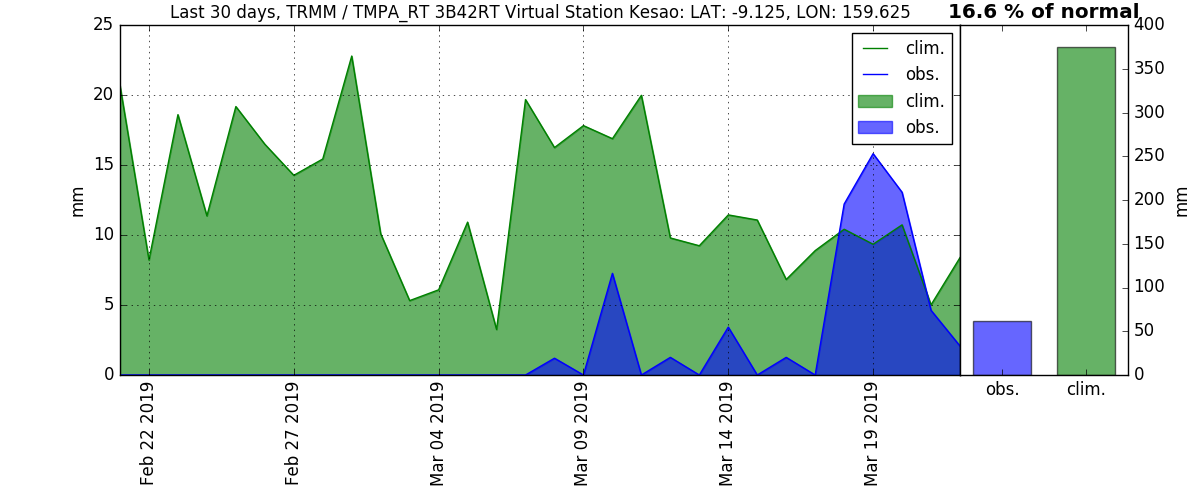 Last 30 days, TRMM / TMPA_RT 3B42RT Virtual Station Kesao: LAT: -9.125, LON: 159.625
16.6 % of normal
25
20
15
10
5
0
mm
clim.
obs.
clim.
obs.
400
350
300
250
200
150
100
50
0
mm
obs.
clim.
Feb 22 2019
Feb 27 2019
Mar 04 2019
Mar 09 2019
Mar 14 2019
Mar 19 2019